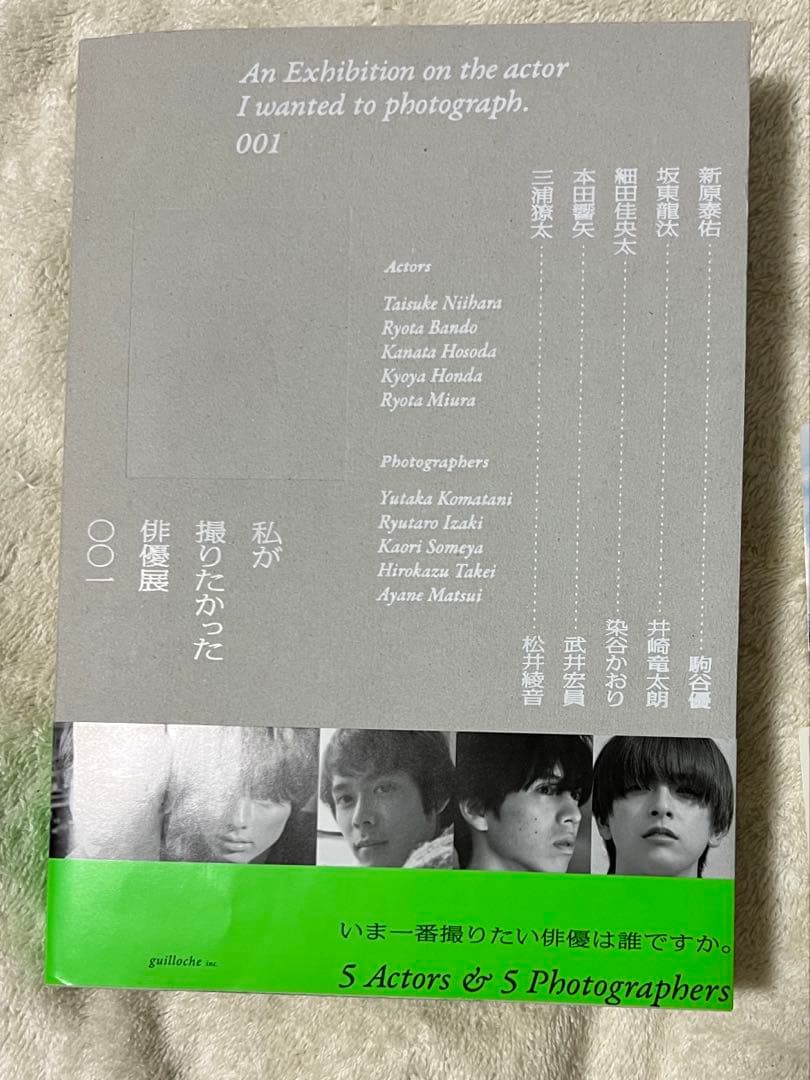 An Exhibition on the actor
I wanted to photograph.
001
新原泰佑 駒谷優
坂東龍汰 井崎竜太朗
細田佳央太 染谷かおり
本田響矢 武井宏員
三浦獠太 松井綾音
Actors
Taisuke Niihara
Ryota Bando
Kanata Hosoda
Kyoya Honda
Ryota Miura
Photographers
Yutaka Komatani
Ryutaro Izaki
Kaori Someya
Hirokazu Takei
Ayane Matsui
私が
撮りたかった
俳優展
〇〇一
いま一番撮りたい俳優は誰ですか。
guilloche inc.
5 Actors & 5 Photographers